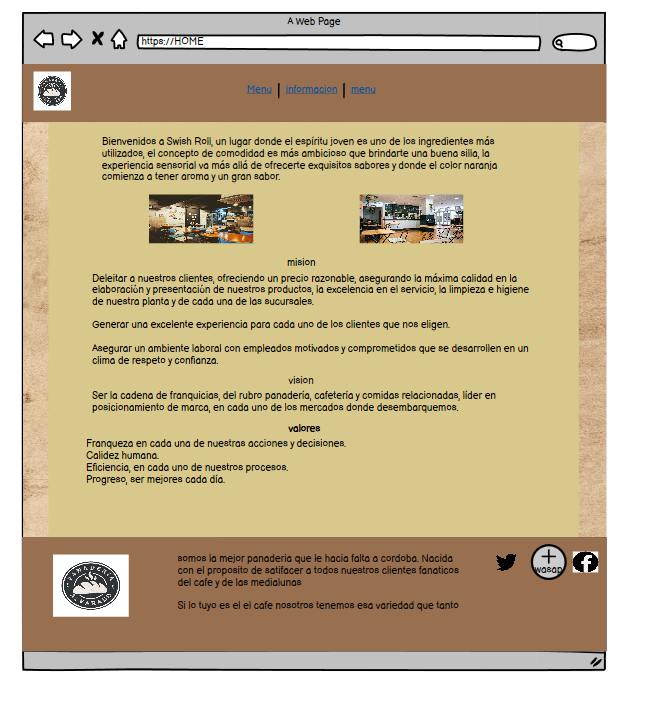 A Web Page
https://HOME
Menu | informacion | menu
Bienvenidos a Swish Roll, un lugar donde el espíritu joven es uno de los ingredientes más
utilizados, el concepto de comodidad es más ambicioso que brindarte una buena silla, la
experiencia sensorial va más allá de ofrecerte exquisitos sabores y donde el color naranja
comienza a tener aroma y un gran sabor.
mision
Deleitar a nuestros clientes, ofreciendo un precio razonable, asegurando la máxima calidad en la
elaboración y presentación de nuestros productos, la excelencia en el servicio, la limpieza e higiene
de nuestra planta y de cada una de las sucursales.
Generar una excelente experiencia para cada uno de los clientes que nos eligen.
Asegurar un ambiente laboral con empleados motivados y comprometidos que se desarrollen en un
clima de respeto y confianza.
vision
Ser la cadena de franquicias, del rubro panadería, cafetería y comidas relacionadas, líder en
posicionamiento de marca, en cada uno de los mercados donde desembarquemos.
valores
Franqueza en cada una de nuestras acciones y decisiones.
Calidez humana.
Eficiencia, en cada uno de nuestros procesos.
Progreso, ser mejores cada día.
PANADERIA
ALVARADO
somos la mejor panaderia que le hacia falta a cordoba. Nacida
con el proposito de satifacer a todos nuestros clientes fanaticos
del cafe y de las medialunas
Si lo tuyo es el el cafe nosotros tenemos esa variedad que tanto
wasap